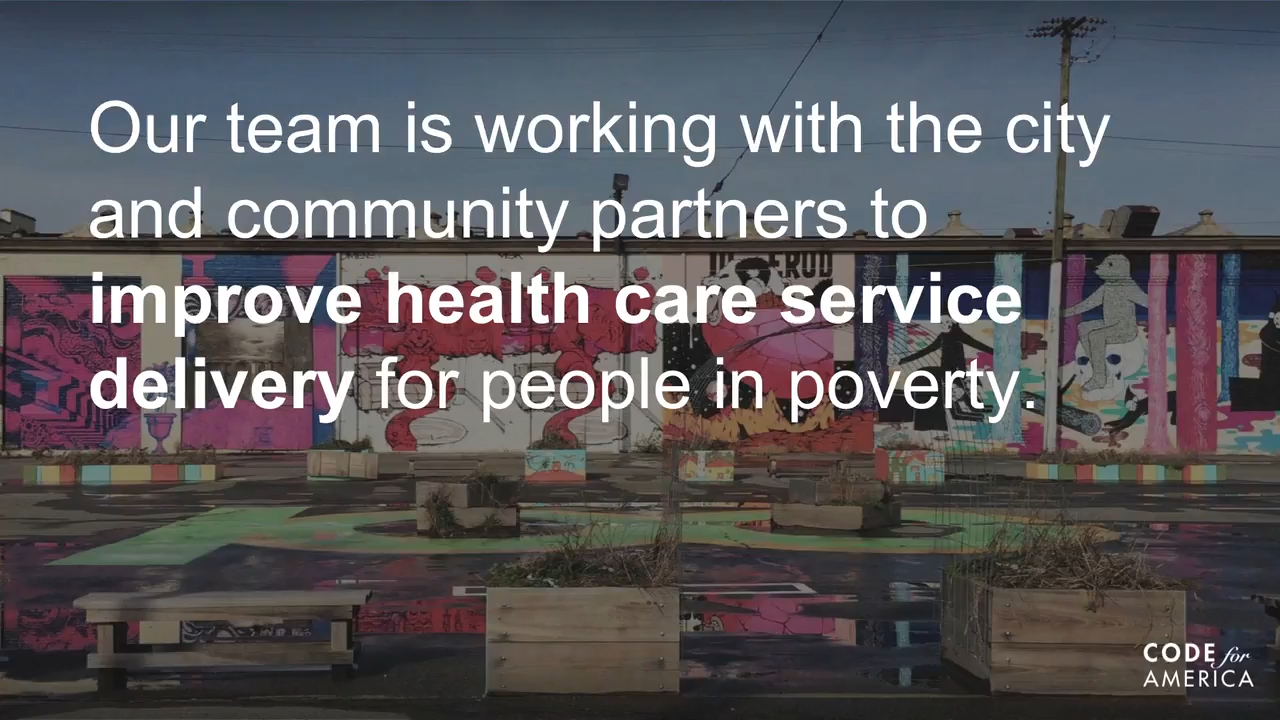 Our team is working with the city
and community partners to
improve health care service
delivery for people in poverty.
CODE for
AMERICA